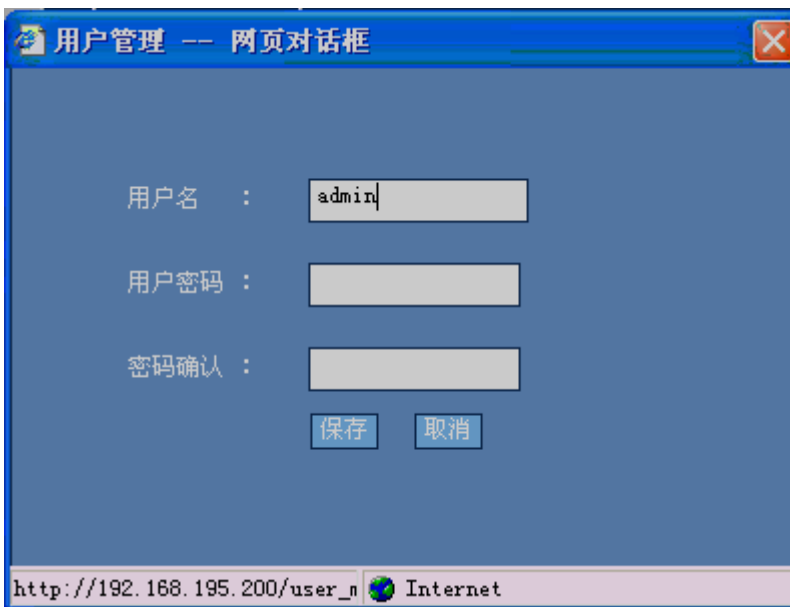 用户管理 -- 网页对话框
用户名 : admin
用户密码 :
密码确认 :
保存 取消
http://192.168.195.200/user_m Internet